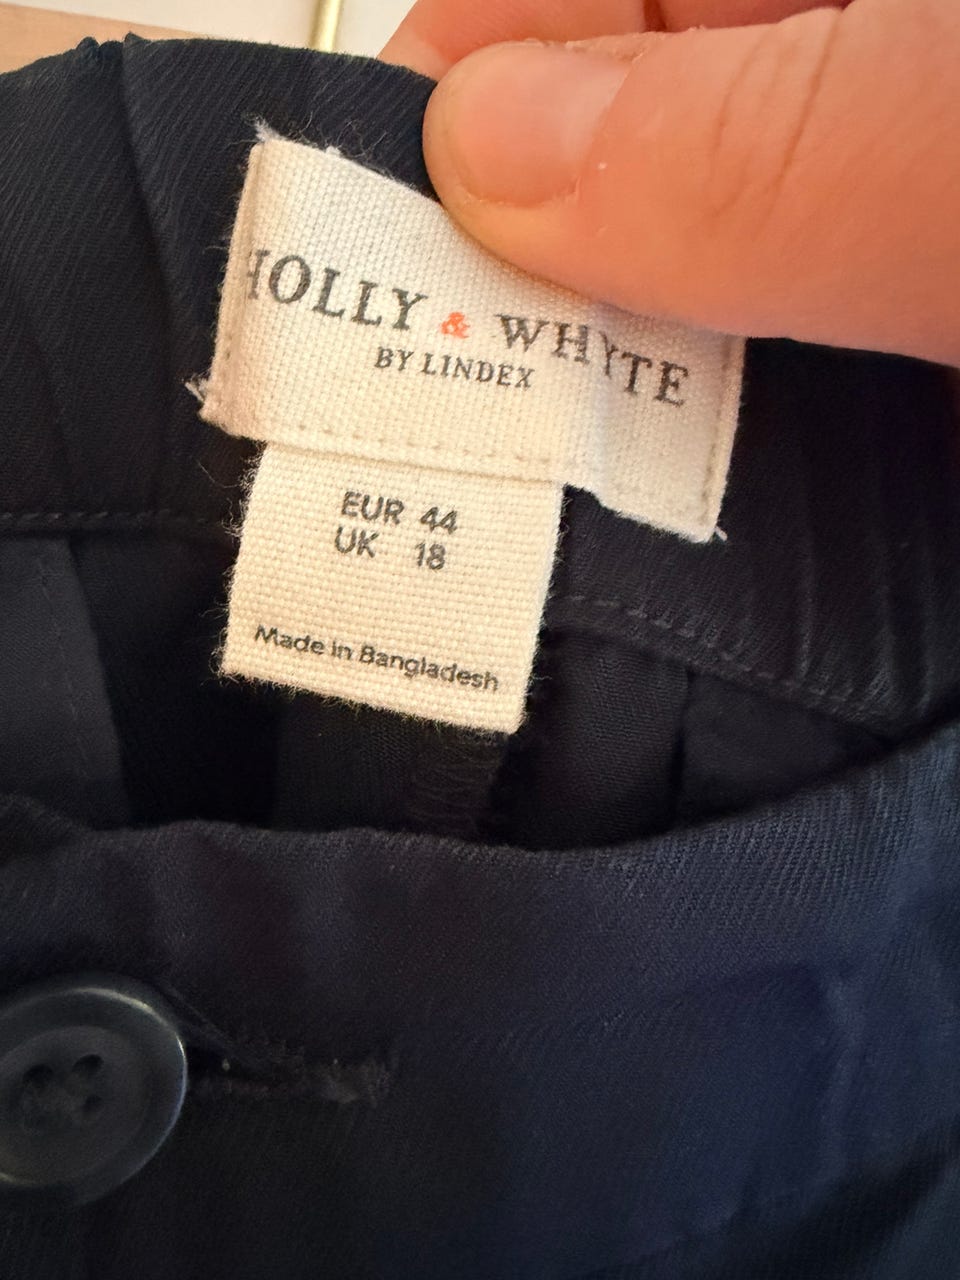 HOLLY & WHYTE
BY LINDEX
EUR 44
UK 18
Made in Bangladesh